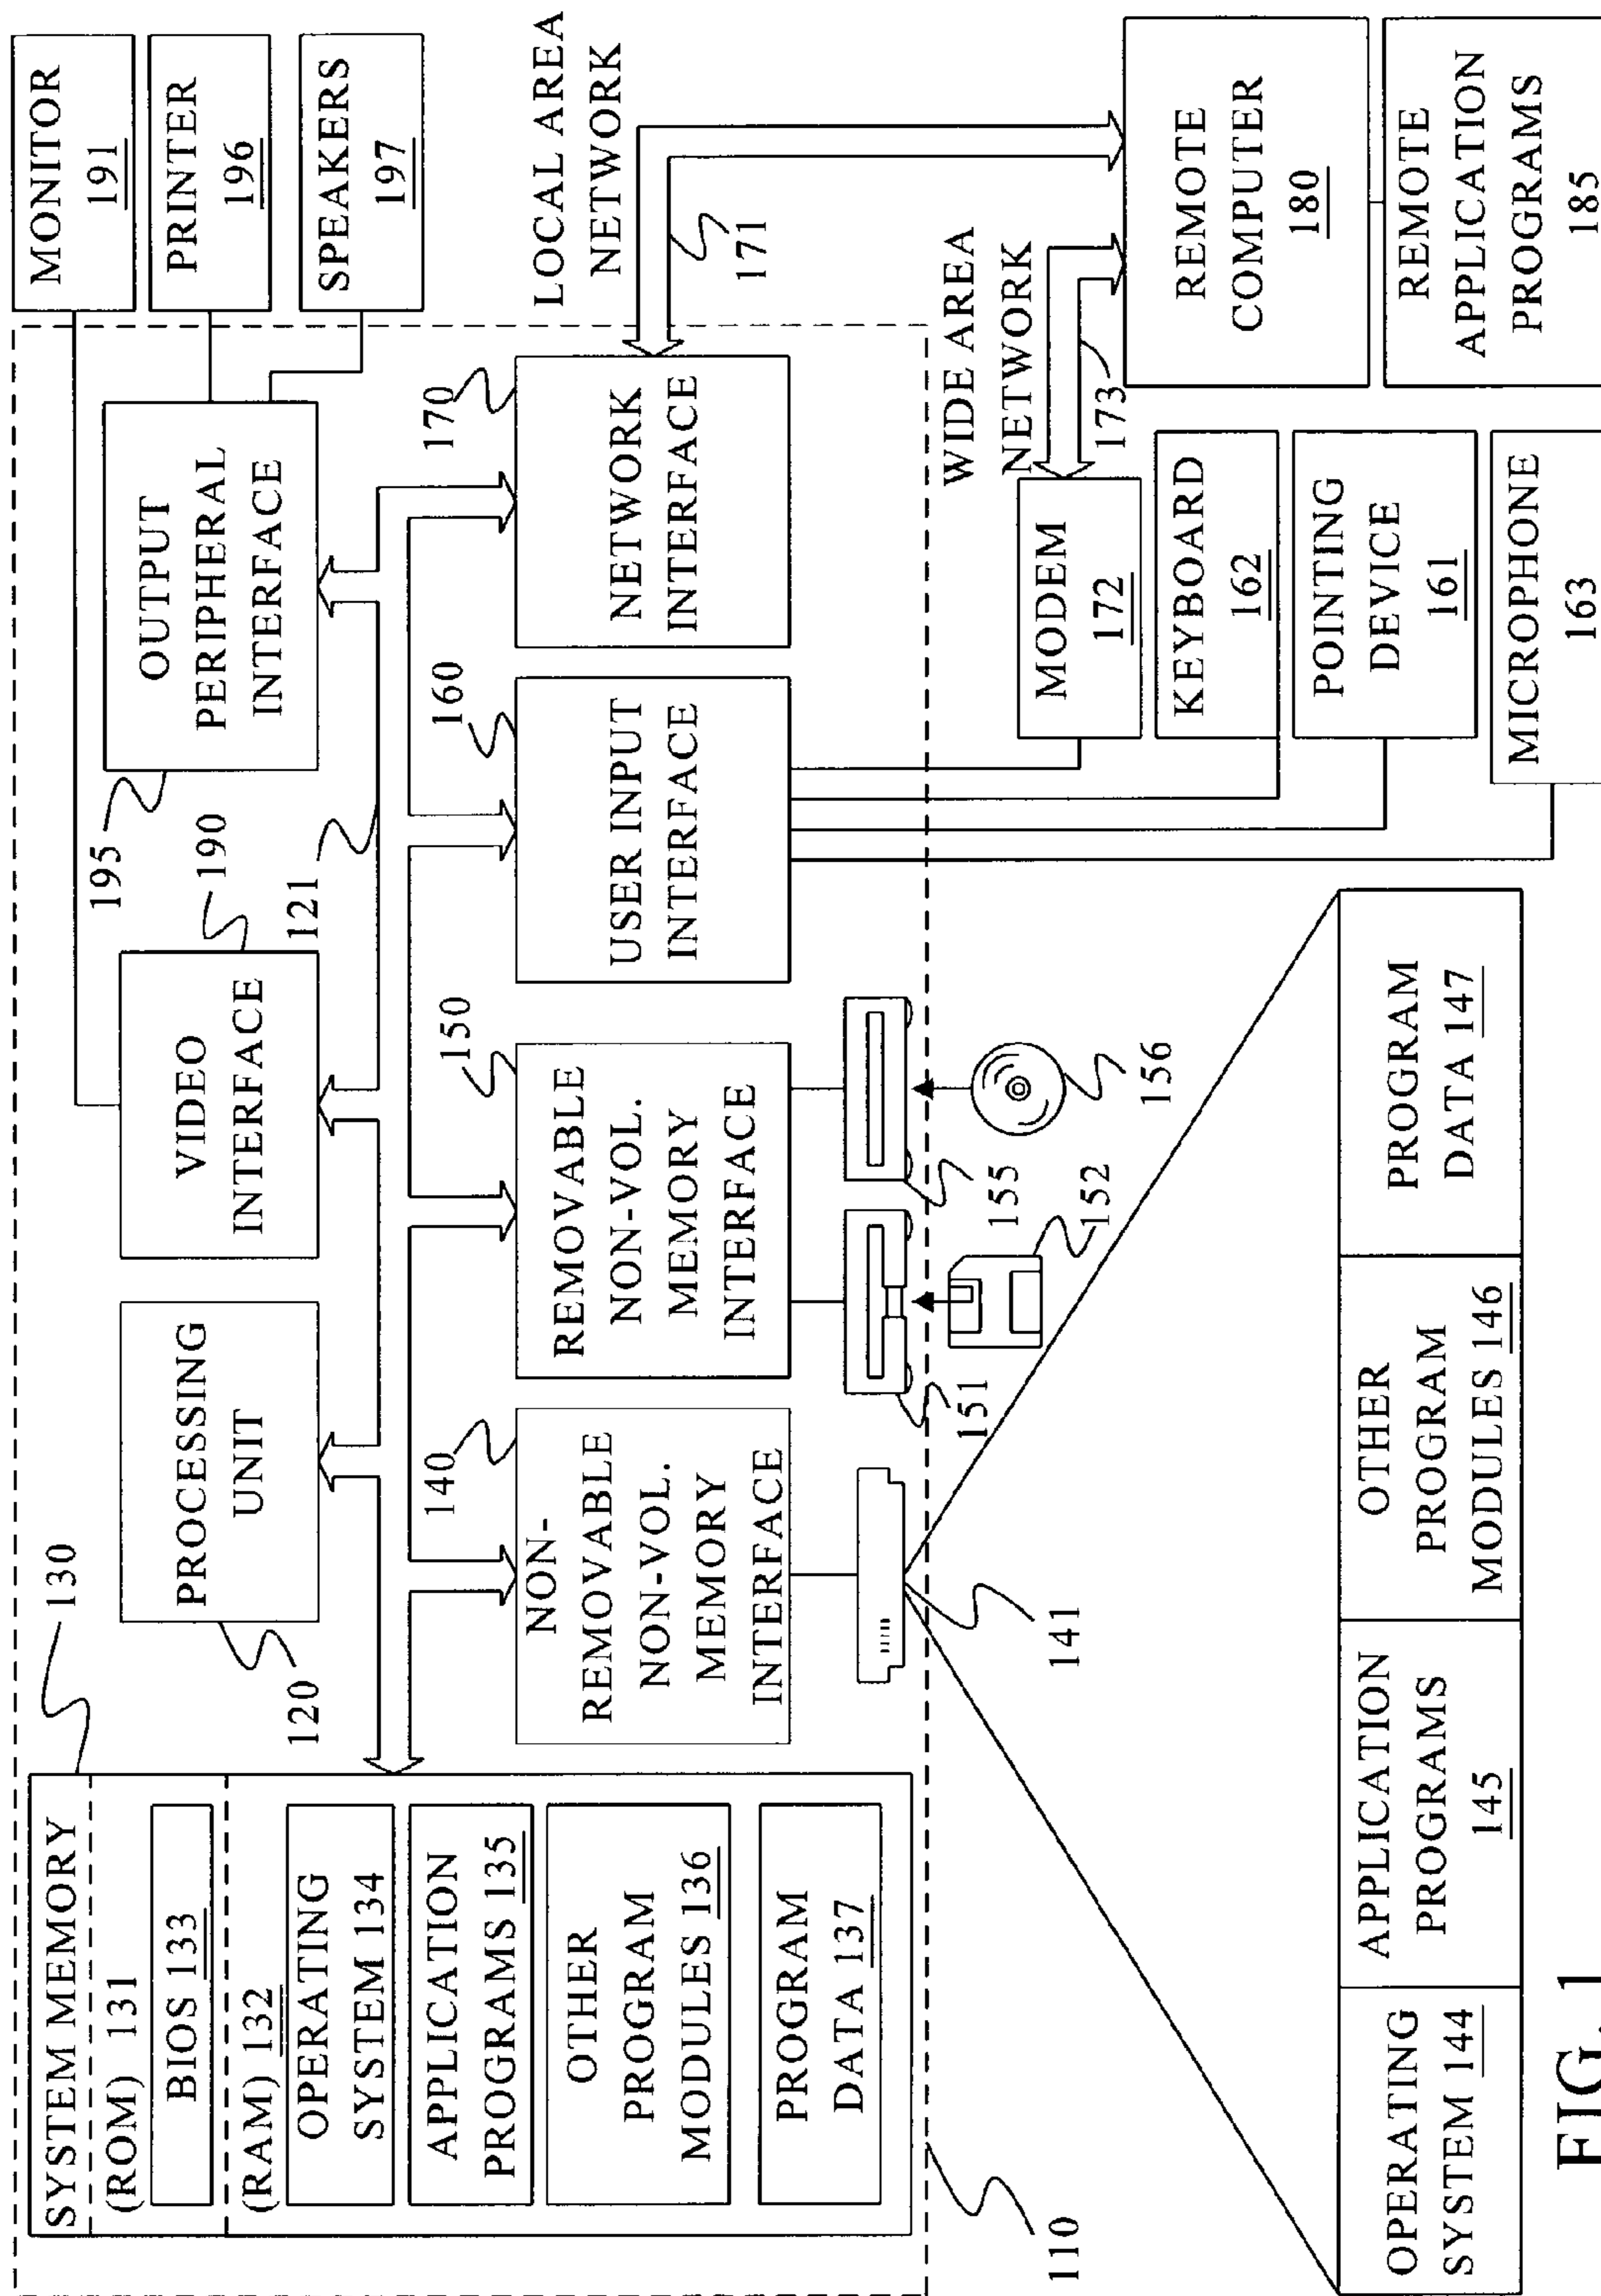 SYSTEM MEMORY
(ROM) 131
BIOS 133
(RAM) 132
OPERATING
SYSTEM 134
APPLICATION
PROGRAMS 135
OTHER
PROGRAM
MODULES 136
PROGRAM
DATA 137
130
PROCESSING
UNIT
120
VIDEO
INTERFACE
190
121
OUTPUT
PERIPHERAL
INTERFACE
195
MONITOR
191
PRINTER
196
SPEAKERS
197
NON-
REMOVABLE
NON-VOL.
MEMORY
INTERFACE
140
REMOVABLE
NON-VOL.
MEMORY
INTERFACE
150
USER INPUT
INTERFACE
160
NETWORK
INTERFACE
170
LOCAL AREA
NETWORK
171
WIDE AREA
NETWORK
173
141
151
152
155
156
110
MODEM
172
KEYBOARD
162
POINTING
DEVICE
161
MICROPHONE
163
REMOTE
COMPUTER
180
REMOTE
APPLICATION
PROGRAMS
185
OPERATING
SYSTEM 144
APPLICATION
PROGRAMS
145
OTHER
PROGRAM
MODULES 146
PROGRAM
DATA 147
FIG. 1